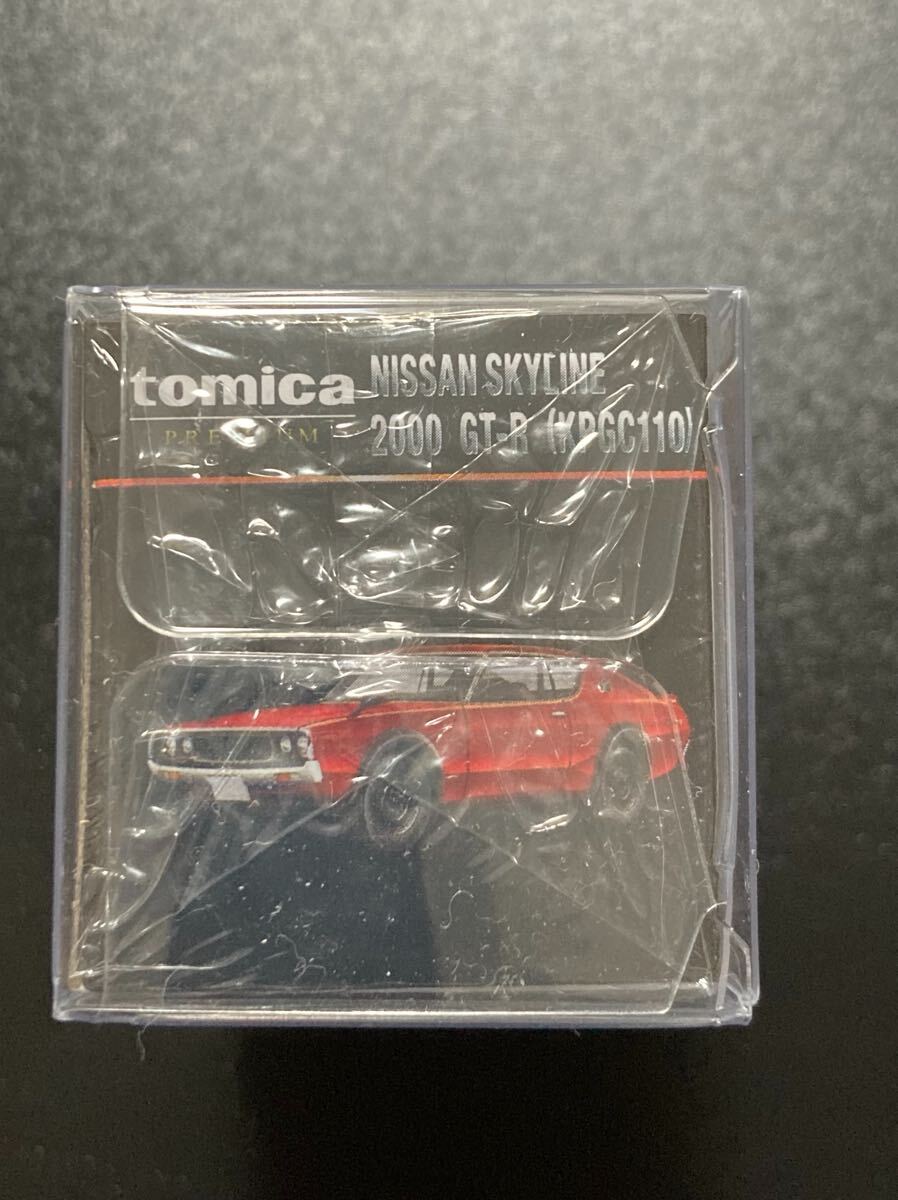 tomica
PREMIUM
NISSAN SKYLINE
2000 GT-R (KPGC110)